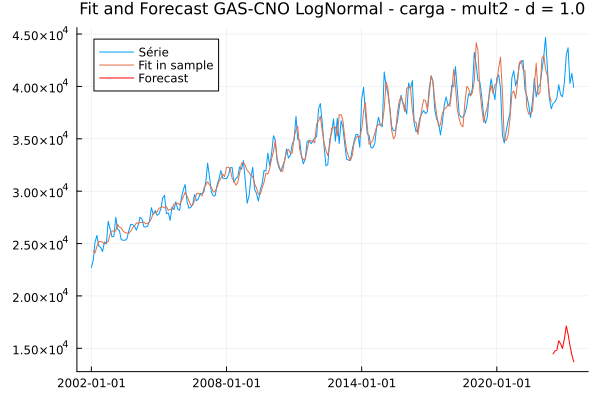 Fit and Forecast GAS-CNO LogNormal - carga - mult2 - d = 1.0
4.50×10⁴
Série
Fit in sample
Forecast
4.00×10⁴
3.50×10⁴
3.00×10⁴
2.50×10⁴
2.00×10⁴
1.50×10⁴
2002-01-01 2008-01-01 2014-01-01 2020-01-01